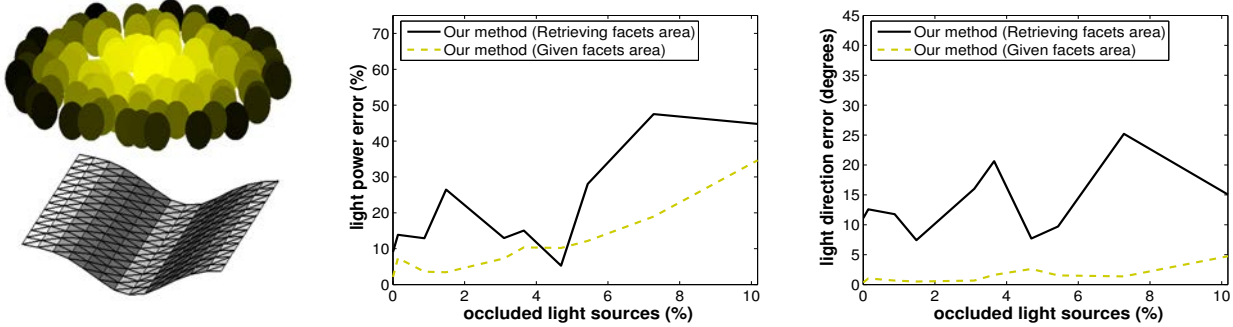 light power error (%)
70
60
50
40
30
20
10
0
Our method (Retrieving facets area)
Our method (Given facets area)
0 2 4 6 8 10
occluded light sources (%)
light direction error (degrees)
45
40
35
30
25
20
15
10
5
0
Our method (Retrieving facets area)
Our method (Given facets area)
0 2 4 6 8 10
occluded light sources (%)